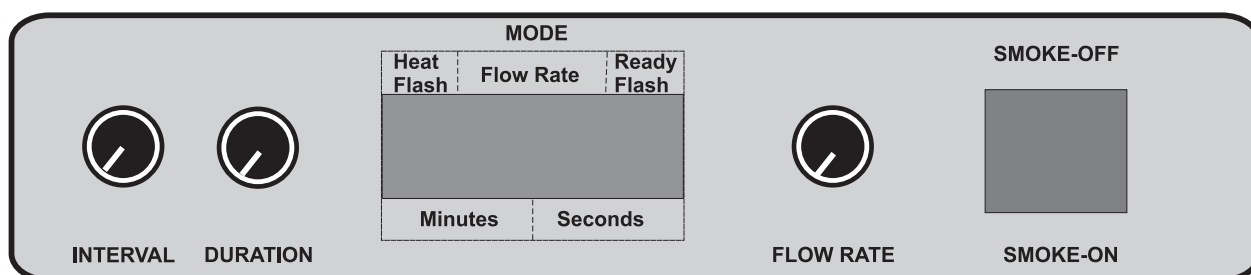 MODE
Heat Flash
Flow Rate
Ready Flash
SMOKE-OFF
Minutes
Seconds
INTERVAL
DURATION
FLOW RATE
SMOKE-ON